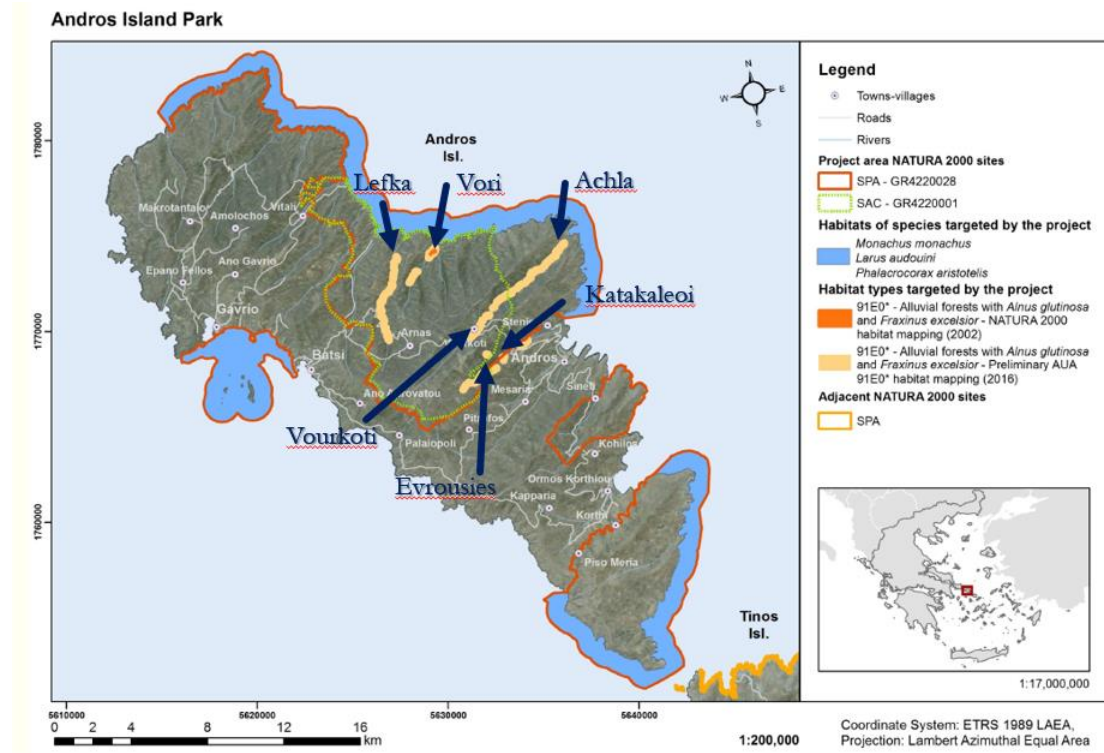 Andros Island Park
N
W
E
S
Andros
Isl.
Lefka
Vori
Achla
Makrotantalo
Amolochos
Vitali
Epano Fellos
Ano Gavrio
Gavrio
Katakaleoi
Arnas
Batsi
Andros
Mesaria
Sineti
Pitrofos
Vourkoti
Palaiopoli
Kohilos
Evrousies
Ormos Korthiou
Kapparia
Korthi
Piso Meria
Tinos
Isl.
1780000
1770000
1760000
5610000
5620000
5630000
5640000
0 2 4 8 12 16
km
1:200,000
Legend
Towns-villages
Roads
Rivers
Project area NATURA 2000 sites
SPA - GR4220028
SAC - GR4220001
Habitats of species targeted by the project
Monachus monachus
Larus audouini
Phalacrocorax aristotelis
Habitat types targeted by the project
91E0* - Alluvial forests with Alnus glutinosa
and Fraxinus excelsior - NATURA 2000
habitat mapping (2002)
91E0* - Alluvial forests with Alnus glutinosa
and Fraxinus excelsior - Preliminary AUA
91E0* habitat mapping (2016)
Adjacent NATURA 2000 sites
SPA
1:17,000,000
Coordinate System: ETRS 1989 LAEA,
Projection: Lambert Azimuthal Equal Area